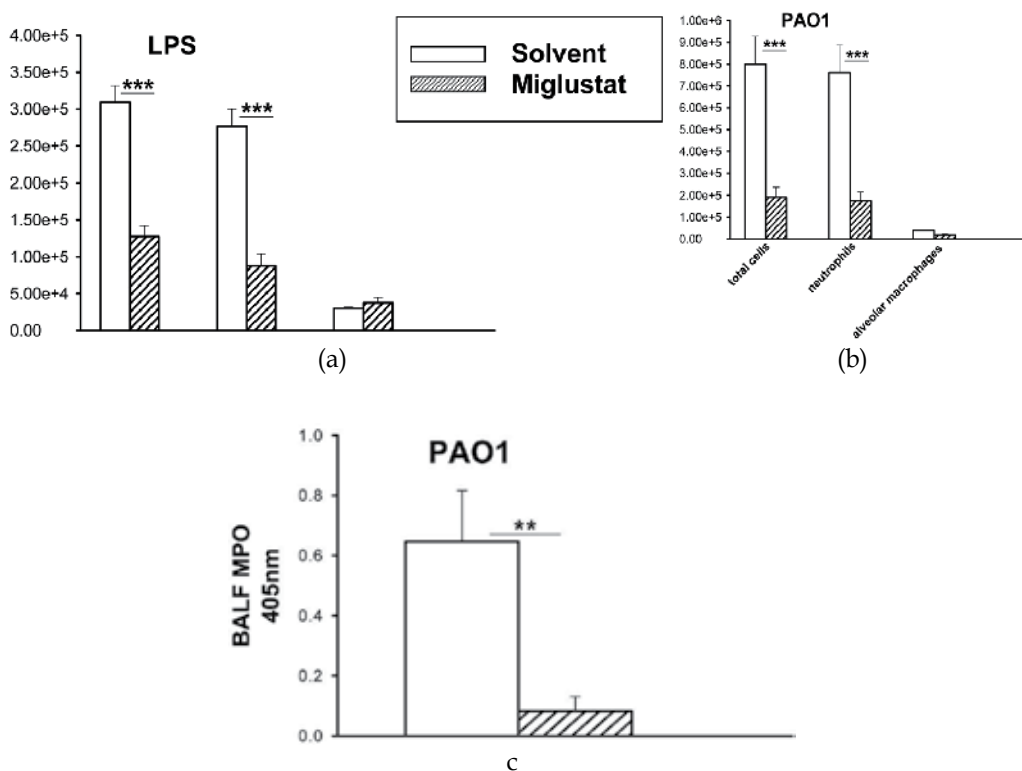 LPS
4.00e+5
3.50e+5
3.00e+5
2.50e+5
2.00e+5
1.50e+5
1.00e+5
5.00e+4
0.00
***
***
(a)
Solvent
Miglustat
PAO1
1.00e+6
9.00e+5
8.00e+5
7.00e+5
6.00e+5
5.00e+5
4.00e+5
3.00e+5
2.00e+5
1.00e+5
0.00
***
***
total cells
neutrophils
alveolar macrophages
(b)
PAO1
BALF MPO
405nm
1.0
0.8
0.6
0.4
0.2
0.0
**
c